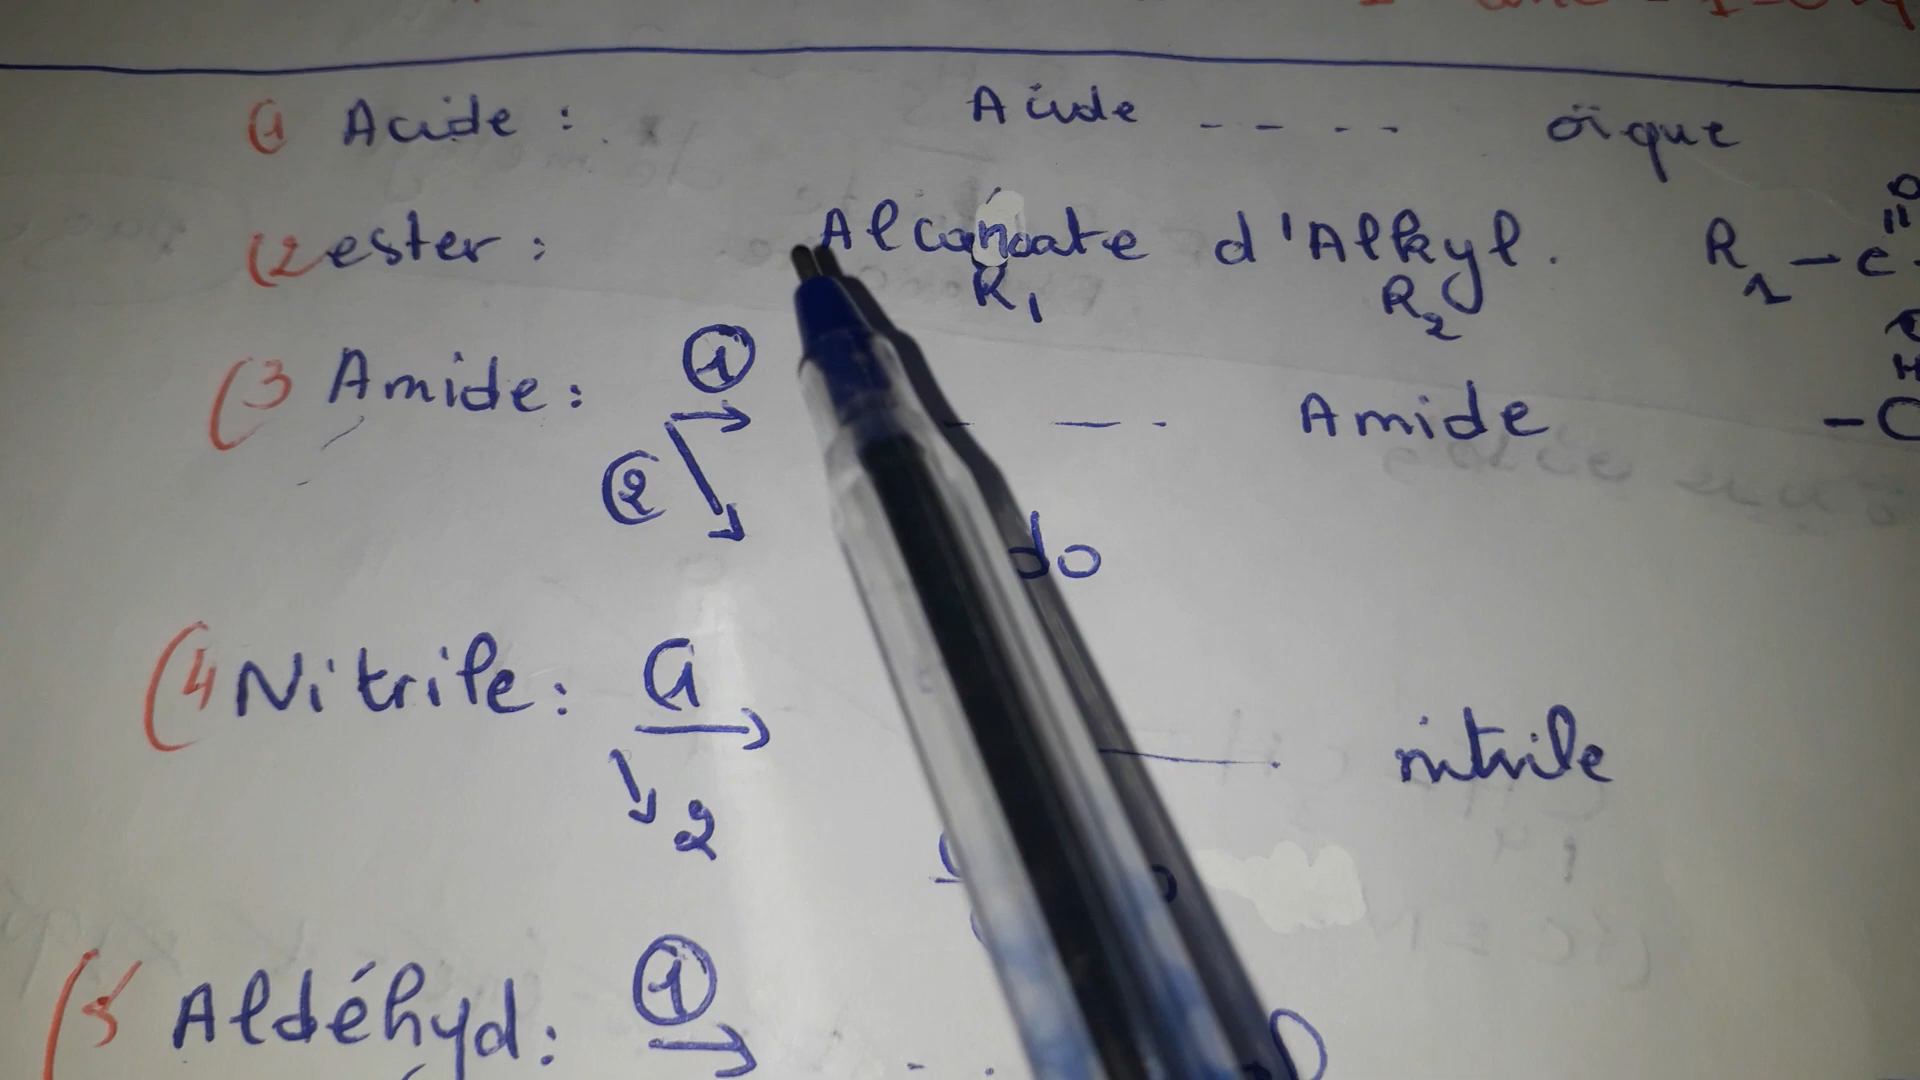 (1 Acide : Acide - - - - oïque
(2 ester : Alcanoate d'Alkyl. R1 - C
R1 R2
(3 Amide : 1 - - - Amide
2
do
(4 Nitrile : 1 nitrile
2
(5 Aldéhyd : 1